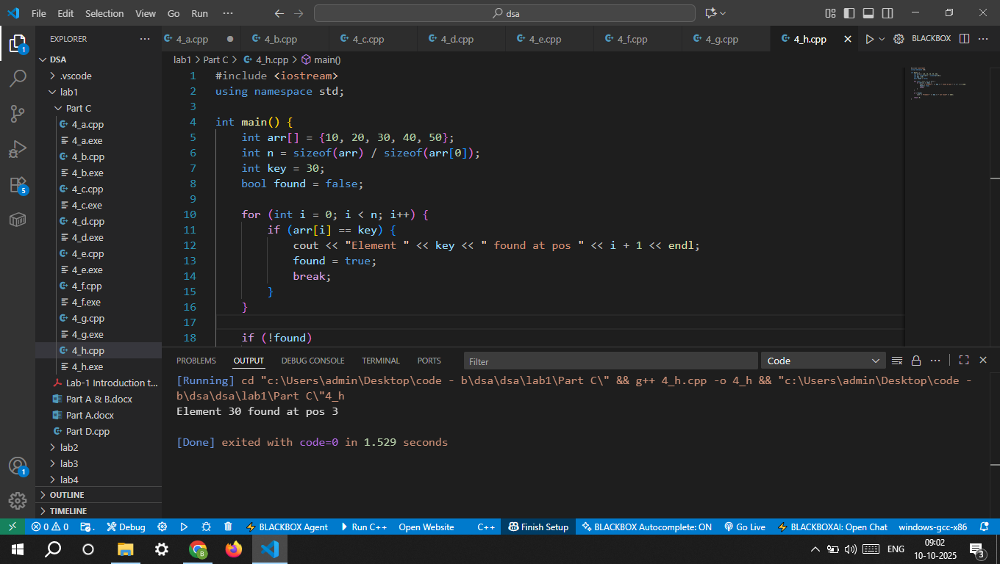 File Edit Selection View Go Run ··· dsa
EXPLORER ···
4_a.cpp 4_b.cpp 4_c.cpp 4_d.cpp 4_e.cpp 4_f.cpp 4_g.cpp 4_h.cpp BLACKBOX ···
DSA
.vscode
lab1
Part C
4_a.cpp
4_a.exe
4_b.cpp
4_b.exe
4_c.cpp
4_c.exe
4_d.cpp
4_d.exe
4_e.cpp
4_e.exe
4_f.cpp
4_f.exe
4_g.cpp
4_g.exe
4_h.cpp
4_h.exe
Lab-1 Introduction t...
Part A & B.docx
Part A.docx
Part D.cpp
lab2
lab3
lab4
OUTLINE
TIMELINE
1
5
1
lab1 > Part C > 4_h.cpp > main()
1 #include <iostream>
2 using namespace std;
3
4 int main() {
5 int arr[] = {10, 20, 30, 40, 50};
6 int n = sizeof(arr) / sizeof(arr[0]);
7 int key = 30;
8 bool found = false;
9
10 for (int i = 0; i < n; i++) {
11 if (arr[i] == key) {
12 cout << "Element " << key << " found at pos " << i + 1 << endl;
13 found = true;
14 break;
15 }
16 }
17
18 if (!found)
PROBLEMS OUTPUT DEBUG CONSOLE TERMINAL PORTS Filter Code ···
[Running] cd "c:\Users\admin\Desktop\code - b\dsa\dsa\lab1\Part C\" && g++ 4_h.cpp -o 4_h && "c:\Users\admin\Desktop\code -
b\dsa\dsa\lab1\Part C\"4_h
Element 30 found at pos 3
[Done] exited with code=0 in 1.529 seconds
0 0 . Debug BLACKBOX Agent Run C++ Open Website C++ Finish Setup BLACKBOX Autocomplete: ON Go Live BLACKBOXAI: Open Chat windows-gcc-x86
B ENG 09:02
10-10-2025 3